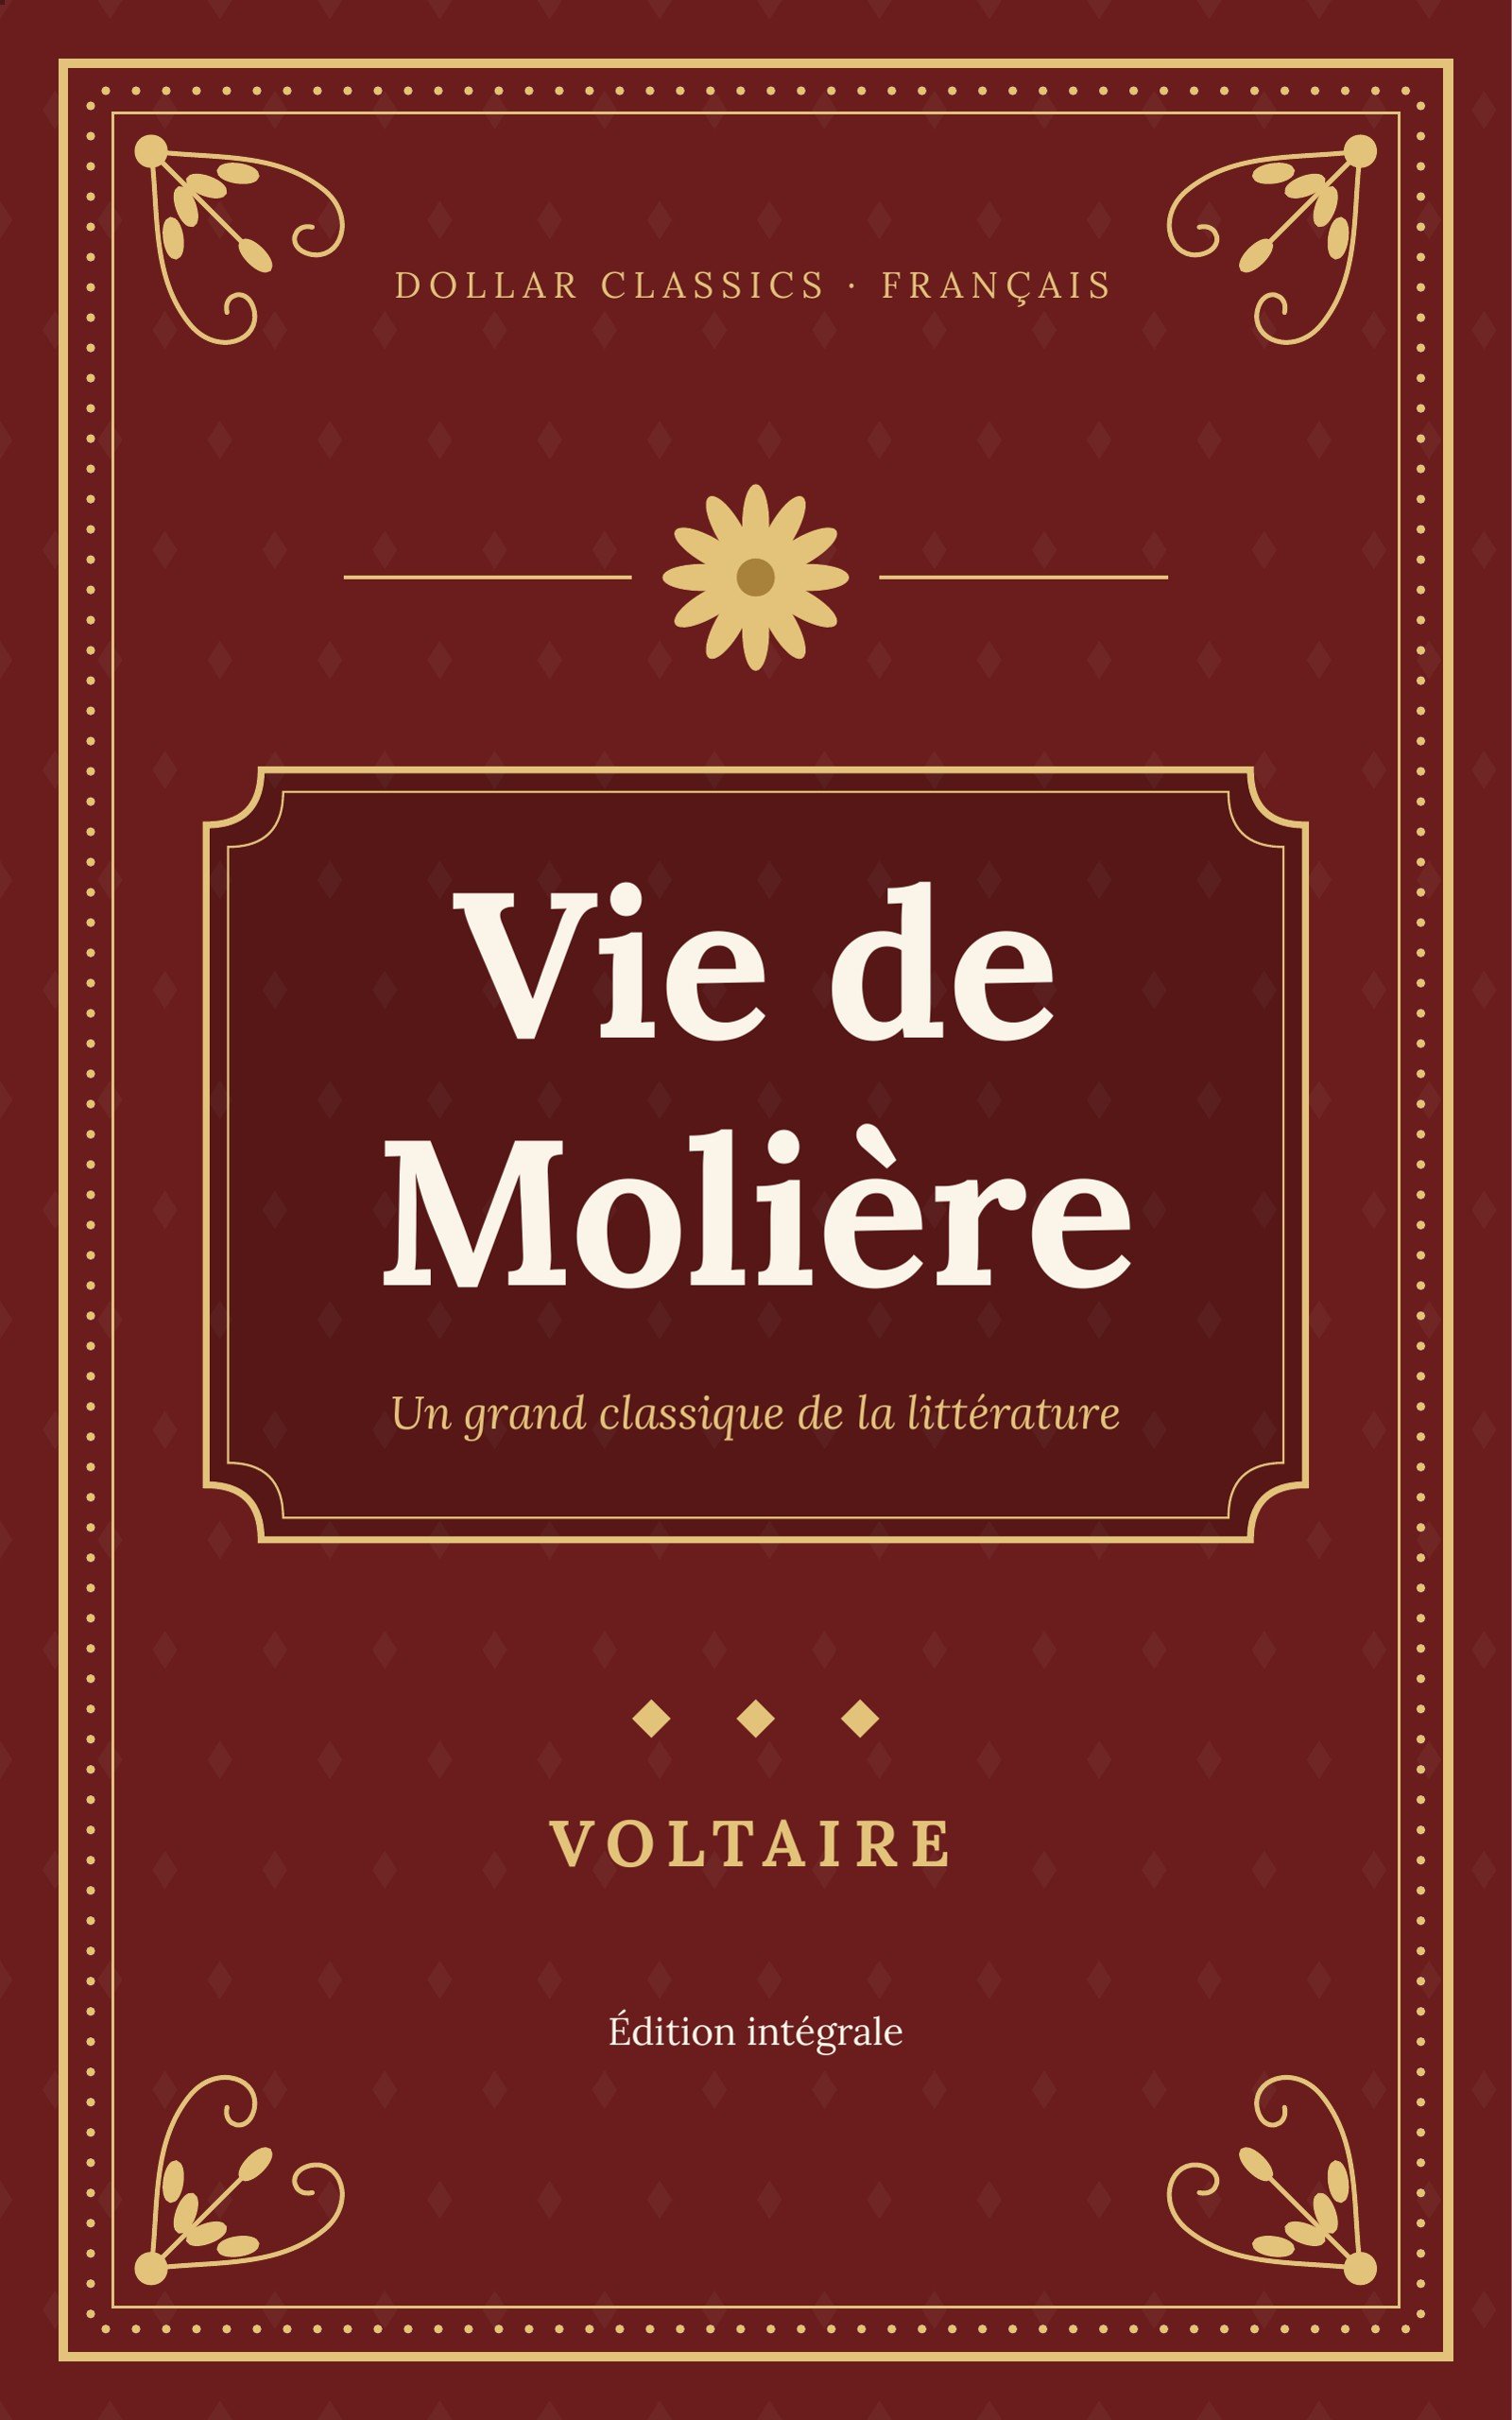 DOLLAR CLASSICS · FRANÇAIS
Vie de
Molière
Un grand classique de la littérature
VOLTAIRE
Édition intégrale